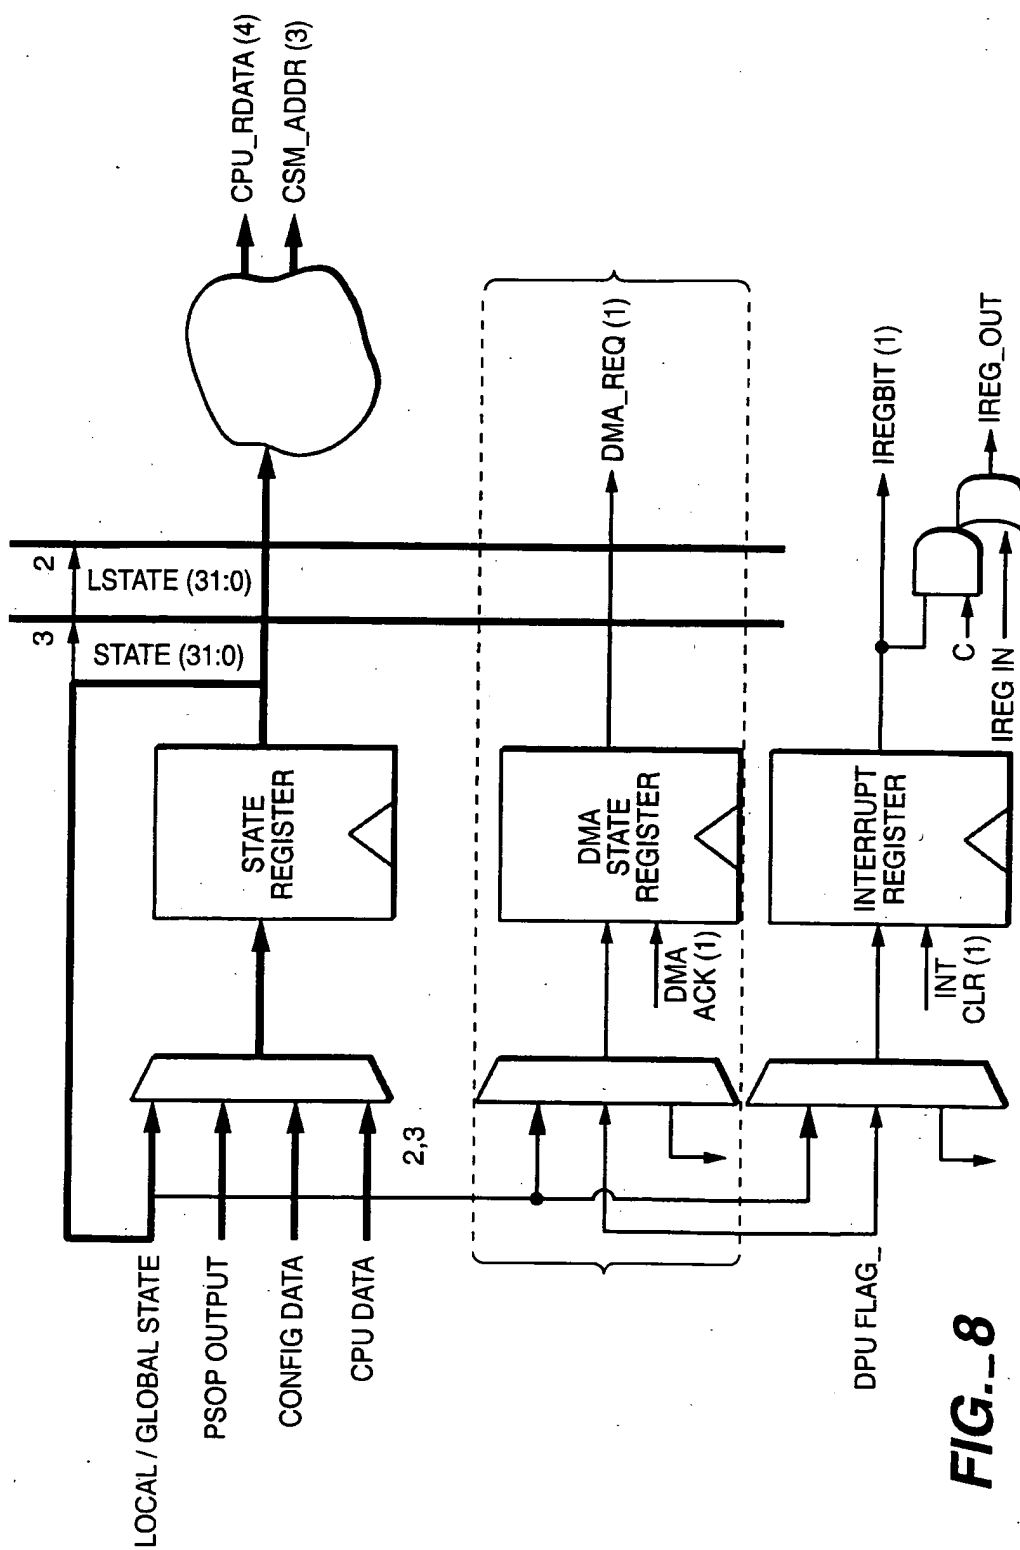 LOCAL / GLOBAL STATE
PSOP OUTPUT
CONFIG DATA
CPU DATA
2,3
STATE
REGISTER
3
STATE (31:0)
2
LSTATE (31:0)
CPU_RDATA (4)
CSM_ADDR (3)
DMA
ACK (1)
DMA
STATE
REGISTER
DMA_REQ (1)
DPU FLAG_
INT
CLR (1)
INTERRUPT
REGISTER
IREGBIT (1)
C
IREG IN
IREG_OUT
FIG._8